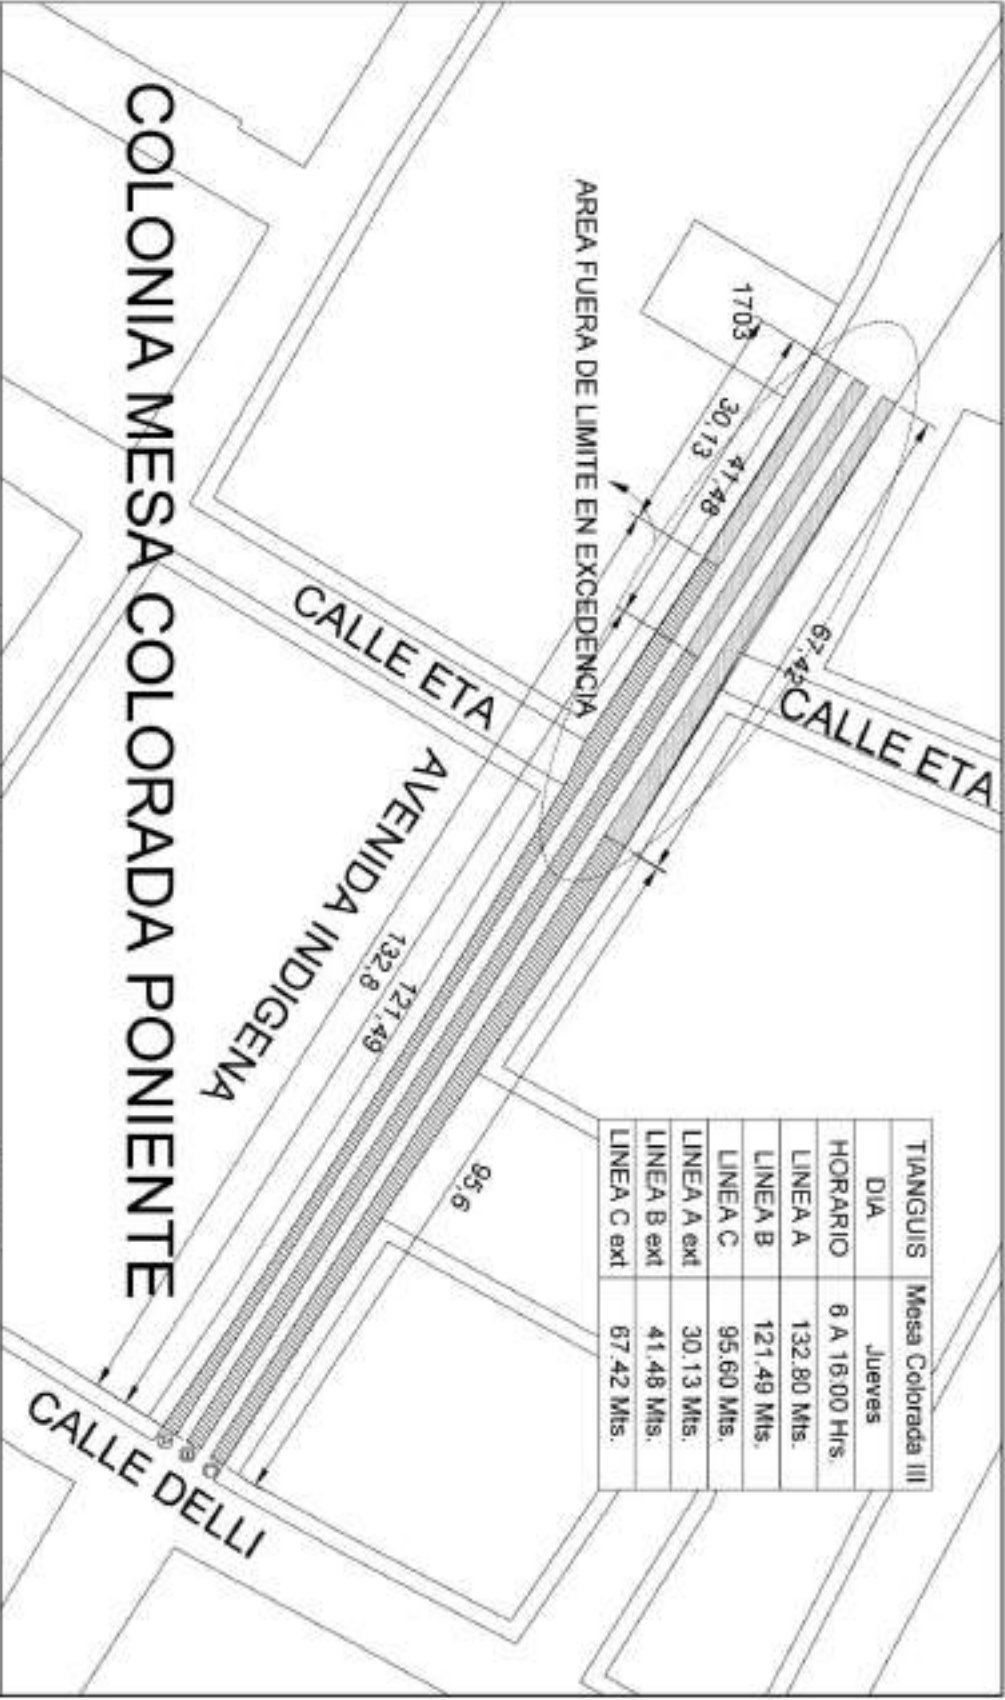 TIANGUIS Mesa Colorada III
DIA Jueves
HORARIO 6 A 16:00 Hrs.
LINEA A 132.80 Mts.
LINEA B 121.49 Mts.
LINEA C 95.60 Mts.
LINEA A ext 30.13 Mts.
LINEA B ext 41.48 Mts.
LINEA C ext 67.42 Mts.
CALLE ETA
67,42
1703
30,13
41,48
AREA FUERA DE LIMITE EN EXCEDENCIA
CALLE ETA
95,6
AVENIDA INDIGENA
121,49
132,8
A
B
C
CALLE DELLI
COLONIA MESA COLORADA PONIENTE